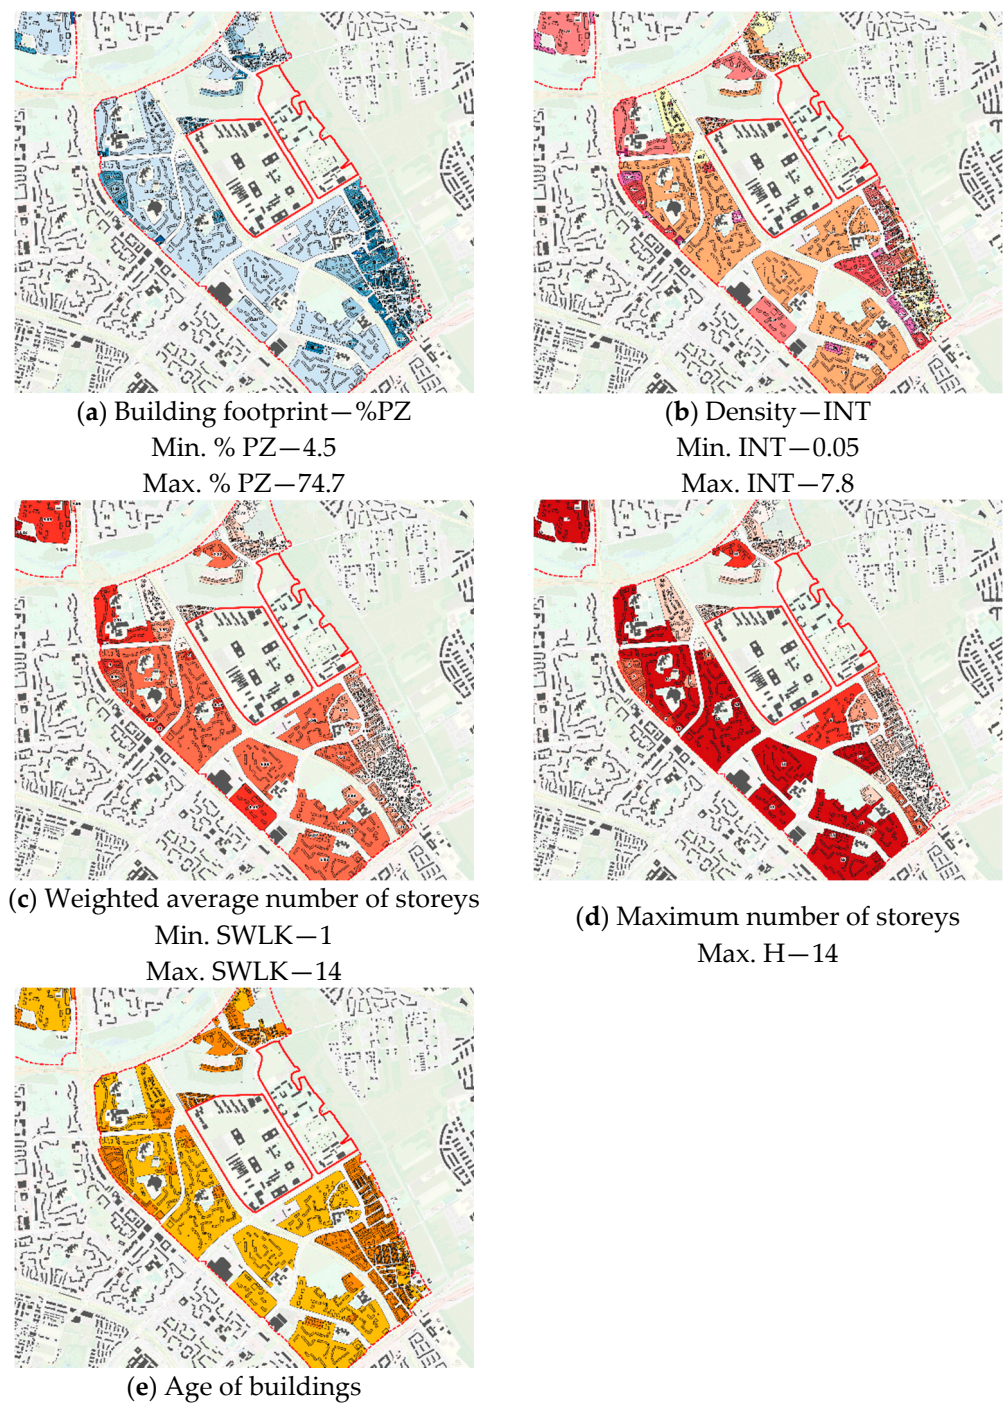 (a) Building footprint—%PZ
Min. % PZ—4.5
Max. % PZ—74.7
(b) Density—INT
Min. INT—0.05
Max. INT—7.8
(c) Weighted average number of storeys
Min. SWLK—1
Max. SWLK—14
(d) Maximum number of storeys
Max. H—14
(e) Age of buildings